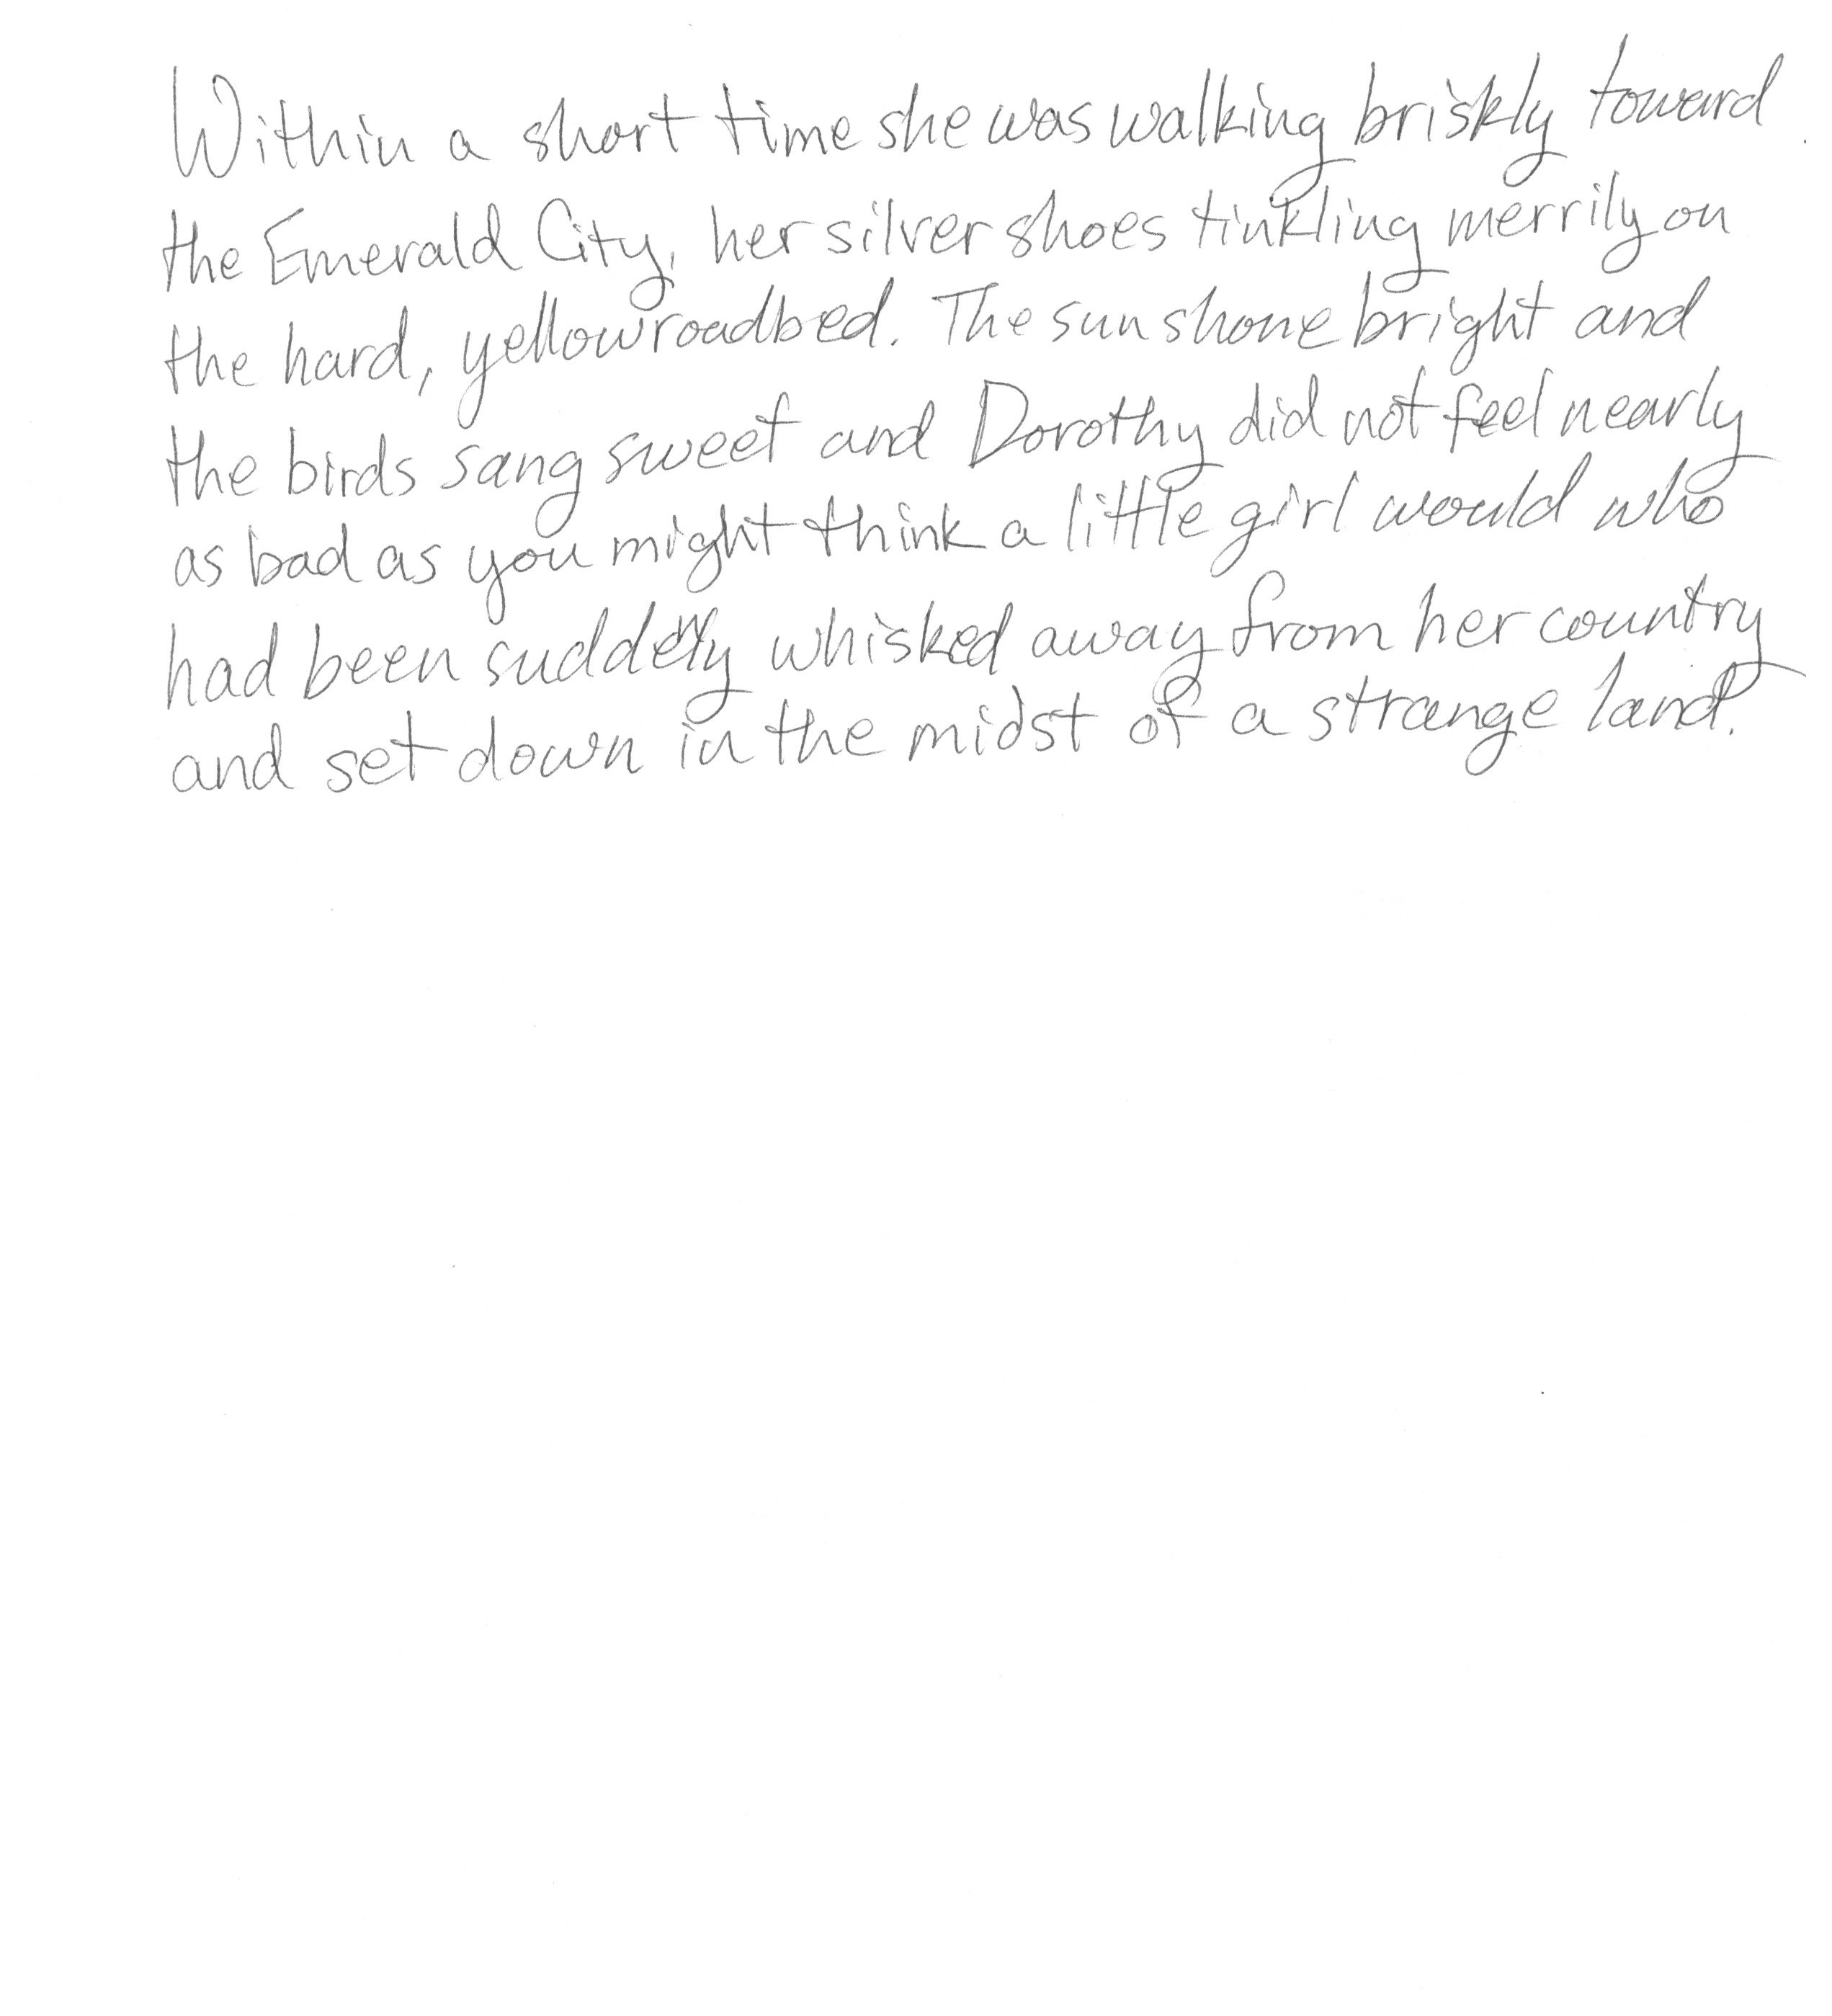 Within a short time she was walking briskly toward
the Emerald City, her silver shoes tinkling merrily on
the hard, yellow roadbed. The sun shone bright and
the birds sang sweet and Dorothy did not feel nearly
as bad as you might think a little girl would who
had been suddenly whisked away from her country
and set down in the midst of a strange land.